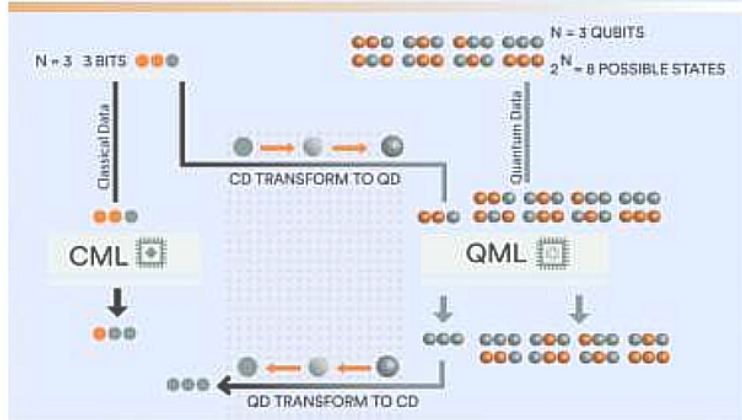 N = 3 QUBITS
N = 3 3 BITS
2^N = 8 POSSIBLE STATES
Classical Data
Quantum Data
CD TRANSFORM TO QD
CML
QML
QD TRANSFORM TO CD